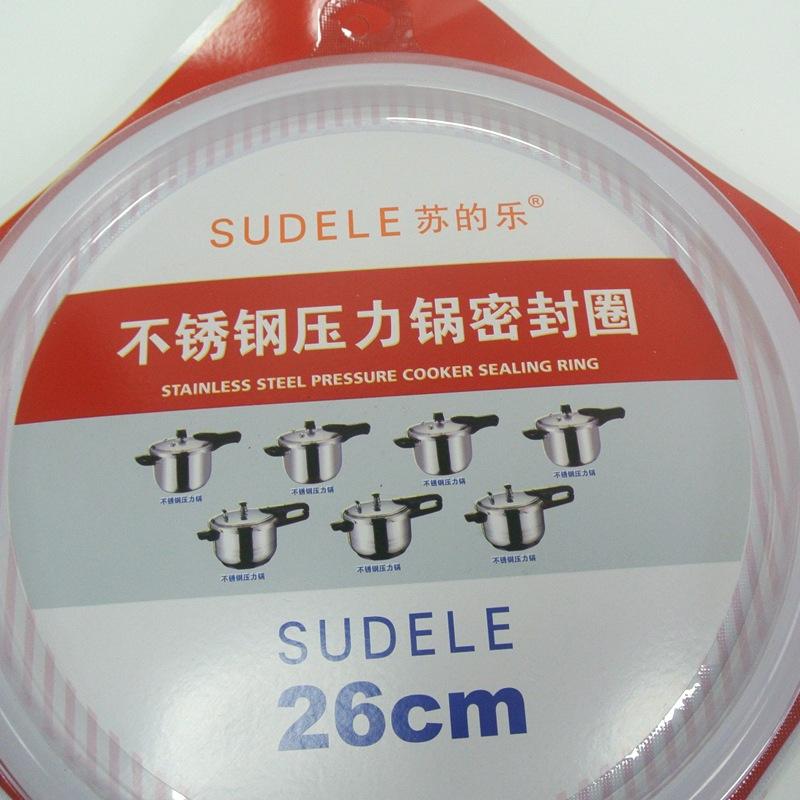 SUDELE 苏的乐®
不锈钢压力锅密封圈
STAINLESS STEEL PRESSURE COOKER SEALING RING
不锈钢压力锅 不锈钢压力锅 不锈钢压力锅 不锈钢压力锅
不锈钢压力锅 不锈钢压力锅 不锈钢压力锅
SUDELE
26cm